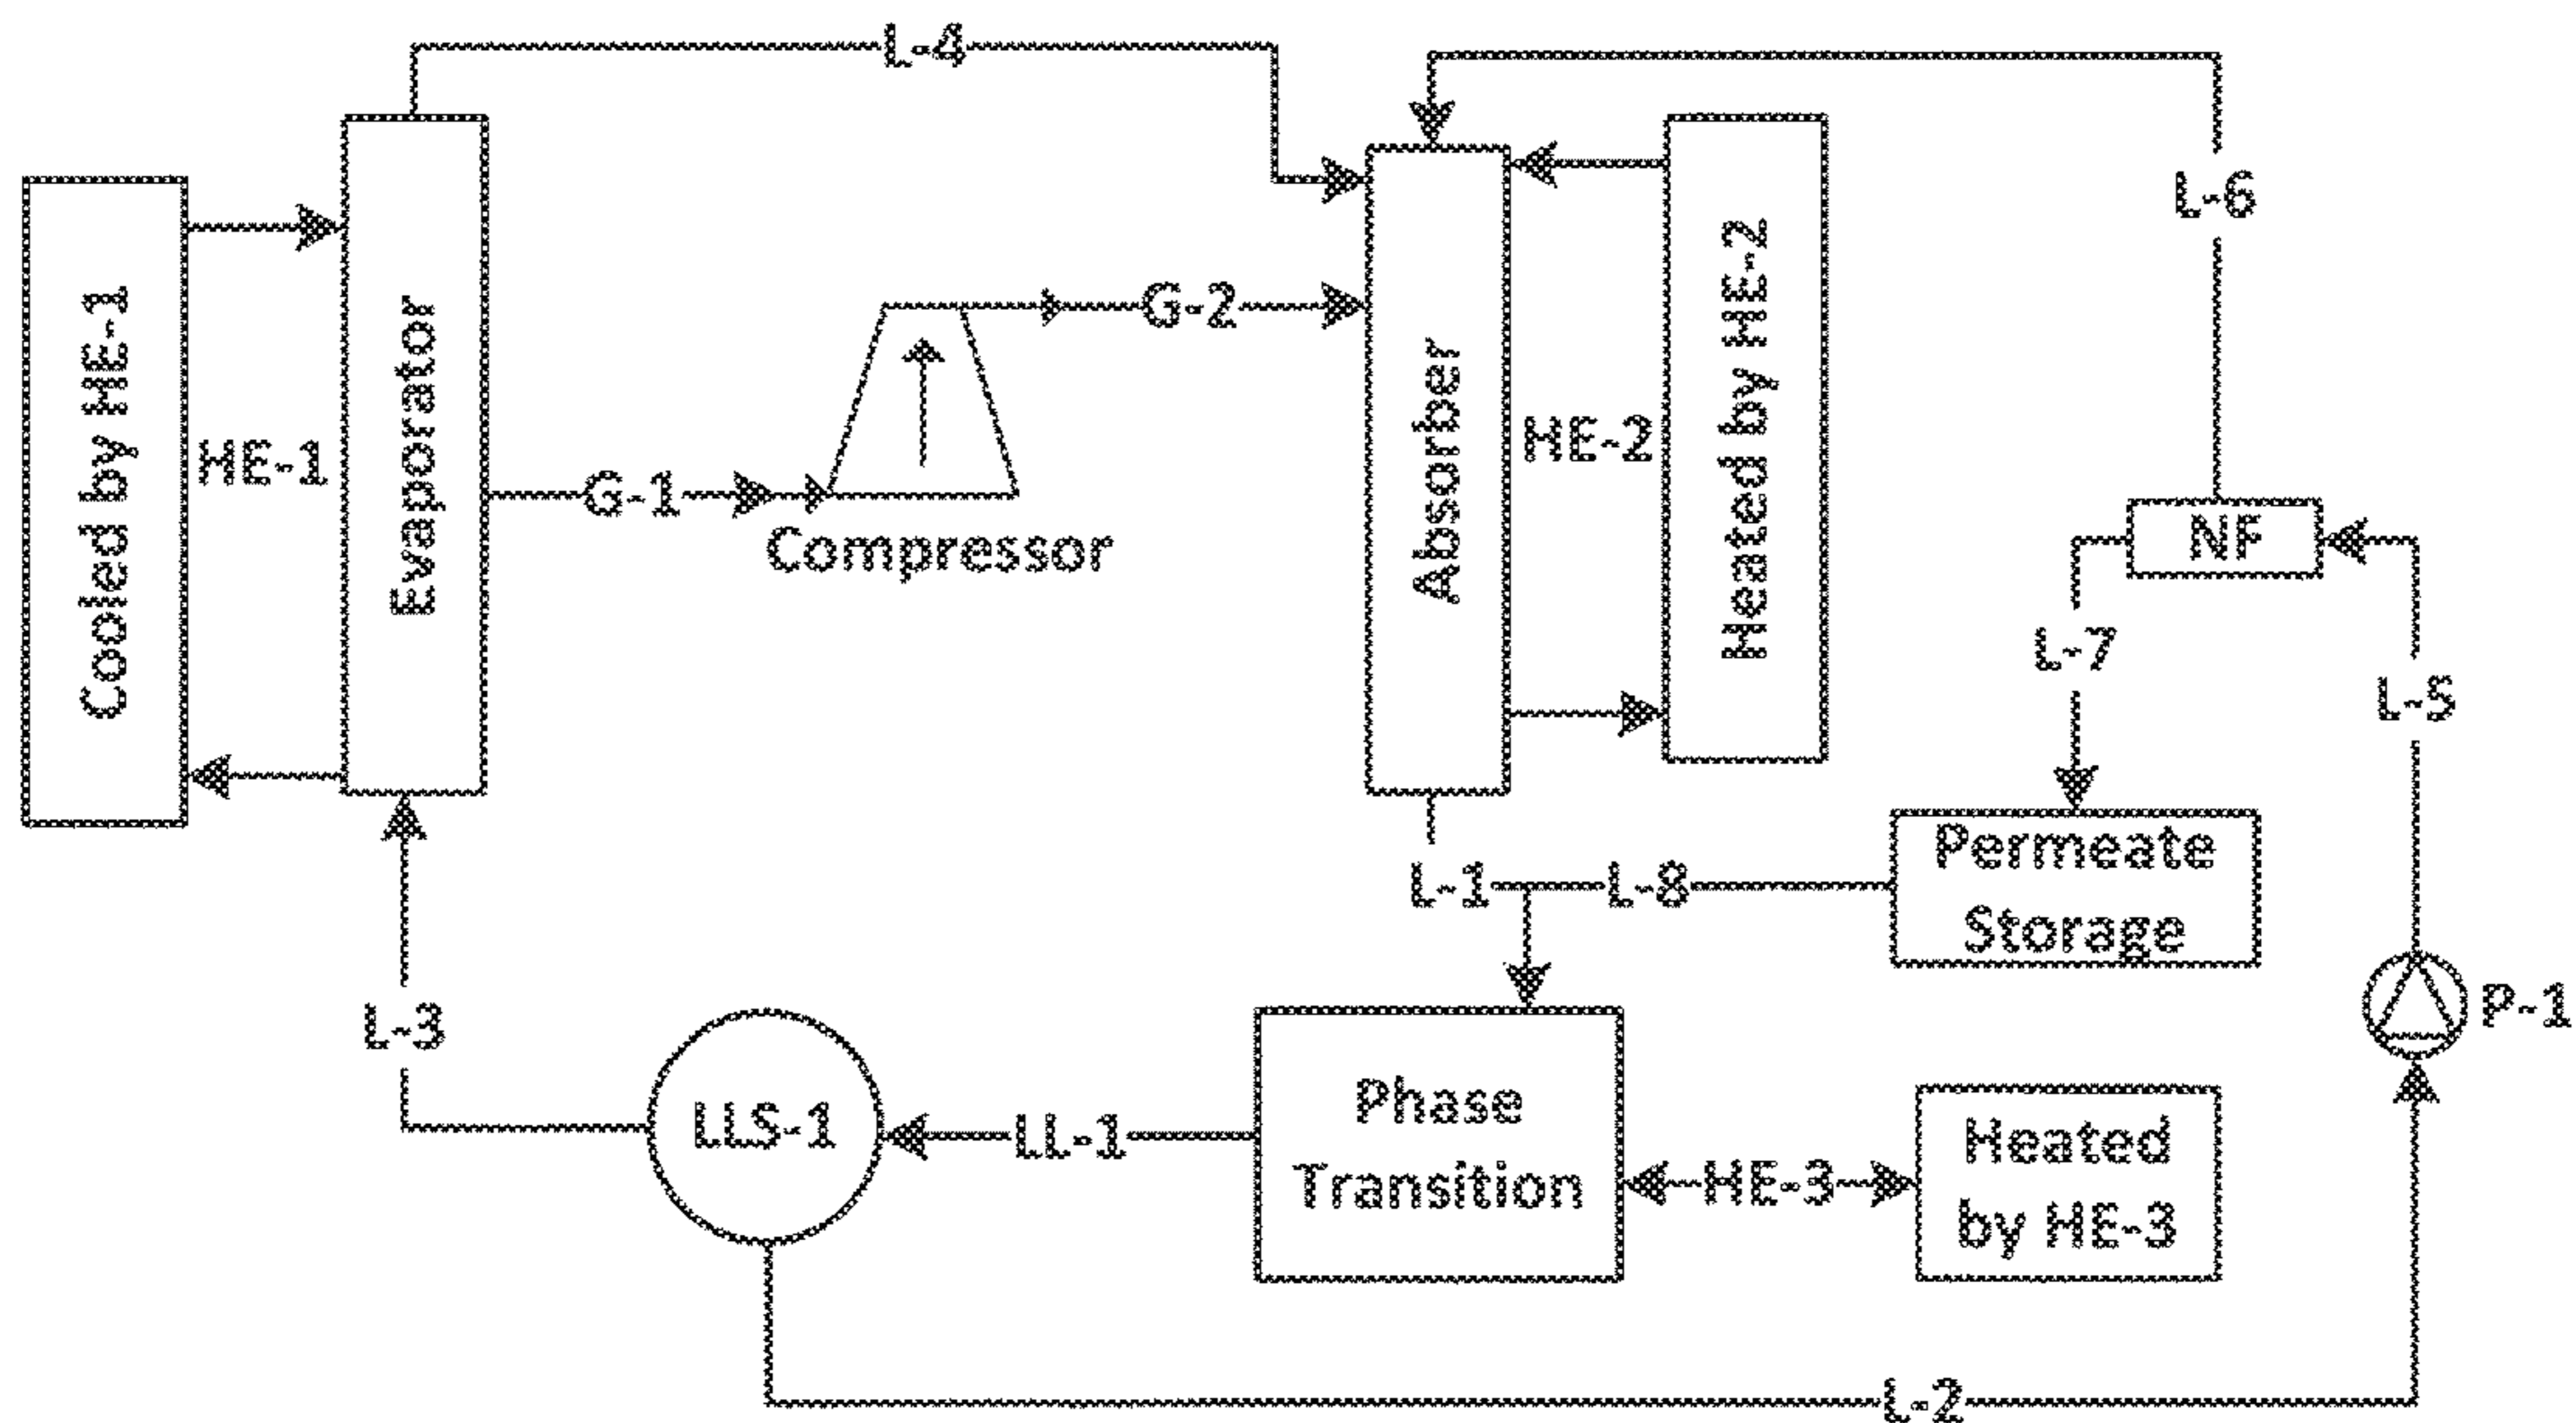 L-4
L-6
Cooled by HE-1
HE-1
Evaporator
G-1
Compressor
G-2
Absorber
HE-2
Heated by HE-2
NF
L-7
L-5
L-1
L-8
Permeate
Storage
P-1
L-3
LLS-1
LL-1
Phase
Transition
HE-3
Heated
by HE-3
L-2